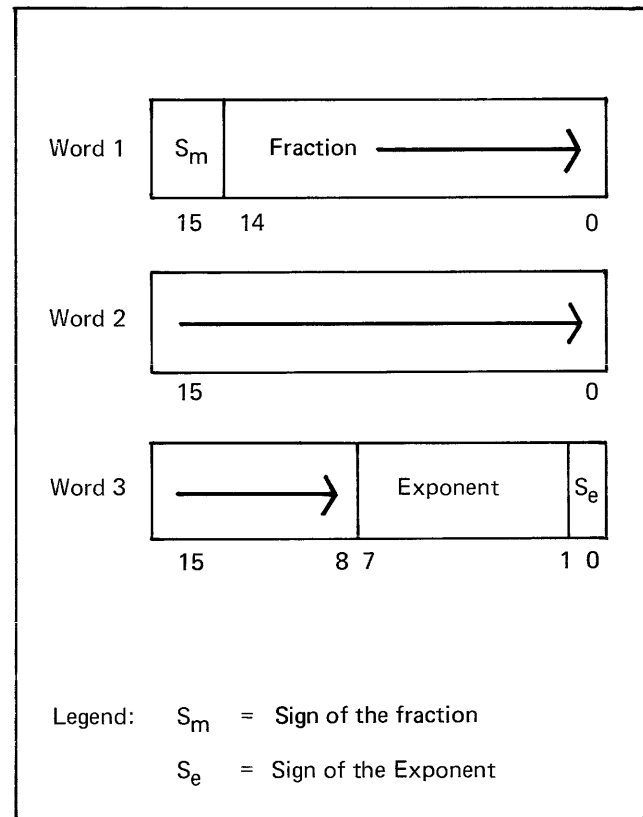 Word 1 Sm Fraction
15 14 0
Word 2
15 0
Word 3 Exponent Se
15 8 7 1 0
Legend: Sm = Sign of the fraction
Se = Sign of the Exponent